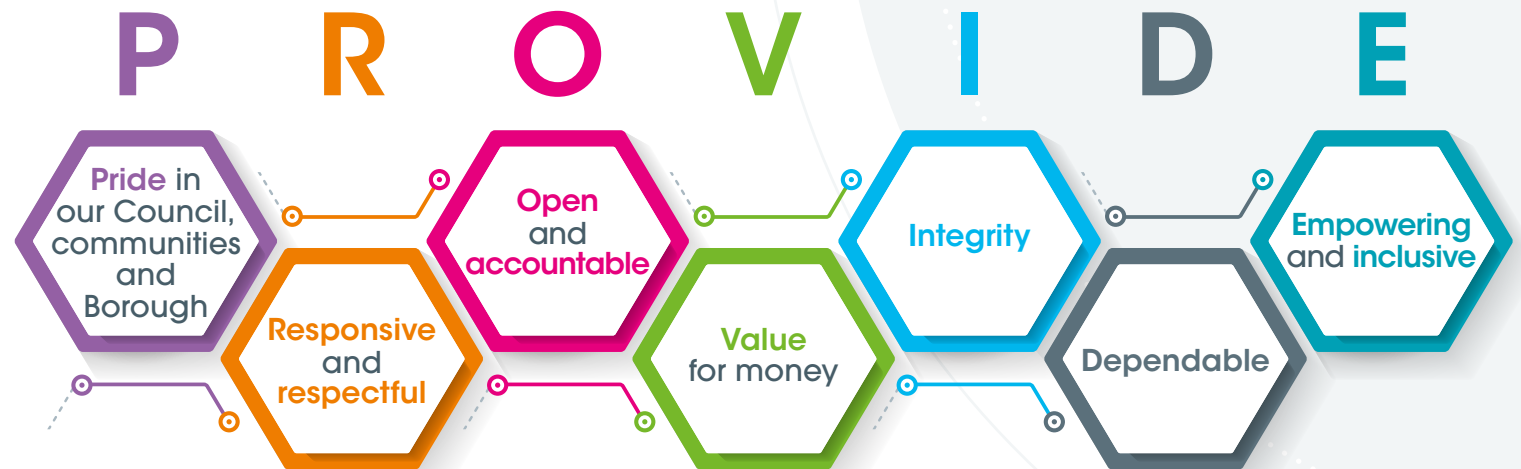 P R O V I D E
Pride in
our Council,
communities
and
Borough
Responsive
and
respectful
Open
and
accountable
Value
for money
Integrity
Dependable
Empowering
and inclusive